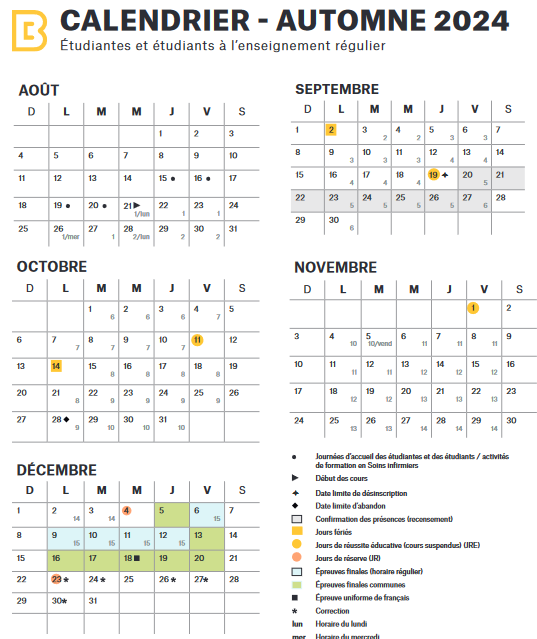 CALENDRIER - AUTOMNE 2024
Étudiantes et étudiants à l'enseignement régulier
AOÛT
D L M M J V S
1 2 3
4 5 6 7 8 9 10
11 12 13 14 15 ● 16 ● 17
18 19 ● 20 ● 21 ▶ 1/lun 22 1 23 1 24
25 26 1/mer 27 1 28 2/lun 29 2 30 2 31
SEPTEMBRE
D L M M J V S
1 2 3 2 4 2 5 3 6 3 7
8 9 3 10 3 11 3 12 4 13 4 14
15 16 4 17 4 18 4 19 ✦ 20 5 21
22 23 5 24 5 25 5 26 5 27 6 28
29 30 6
OCTOBRE
D L M M J V S
1 6 2 6 3 6 4 7 5
6 7 7 8 7 9 7 10 7 11 12
13 14 15 8 16 8 17 8 18 8 19
20 21 8 22 9 23 9 24 9 25 9 26
27 28 ◆ 9 29 10 30 10 31 10
NOVEMBRE
D L M M J V S
1 2
3 4 10 5 10/vend 6 11 7 11 8 11 9
10 11 11 12 11 13 12 14 12 15 12 16
17 18 12 19 12 20 13 21 13 22 13 23
24 25 13 26 13 27 14 28 14 29 14 30
DÉCEMBRE
D L M M J V S
1 2 14 3 14 4 5 6 15 7
8 9 15 10 15 11 15 12 15 13 14
15 16 17 18 ■ 19 20 21
22 23 * 24 * 25 26 * 27 * 28
29 30 * 31
● Journées d'accueil des étudiantes et des étudiants / activités
de formation en Soins infirmiers
▶ Début des cours
✦ Date limite de désinscription
◆ Date limite d'abandon
Confirmation des présences (recensement)
Jours fériés
Jours de réussite éducative (cours suspendus) (JRE)
Jours de réserve (JR)
Épreuves finales (horaire régulier)
Épreuves finales communes
■ Épreuve uniforme de français
* Correction
lun Horaire du lundi
mer Horaire du mercredi